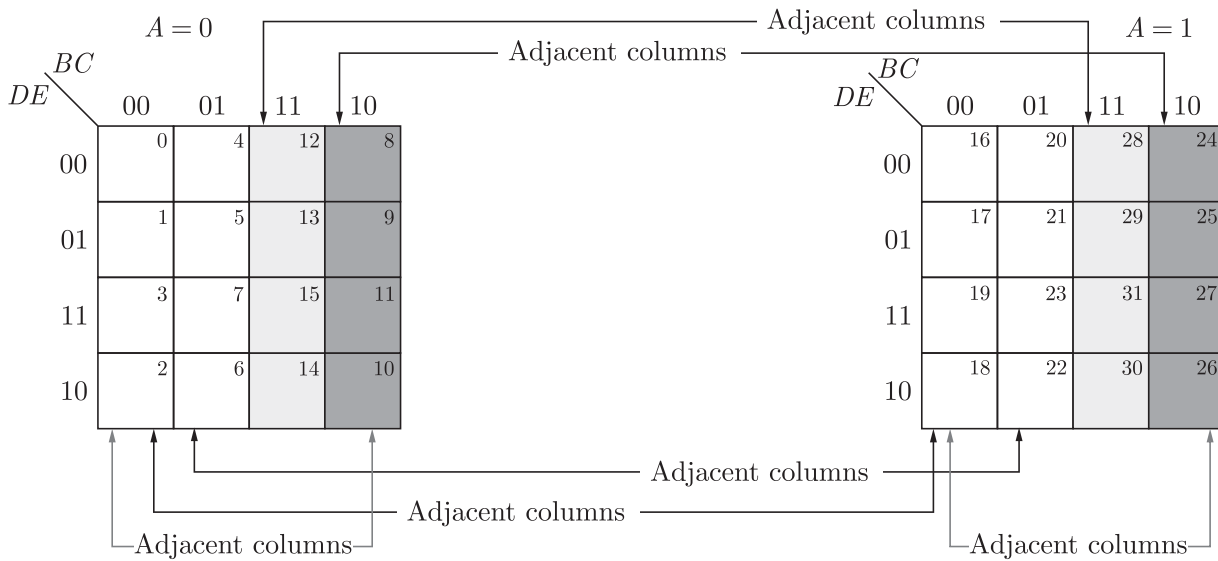 Adjacent columns
A = 0 A = 1
Adjacent columns
BC BC
DE DE
00 01 11 10 00 01 11 10
00 0 4 12 8 00 16 20 28 24
01 1 5 13 9 01 17 21 29 25
11 3 7 15 11 11 19 23 31 27
10 2 6 14 10 10 18 22 30 26
Adjacent columns
Adjacent columns
Adjacent columns Adjacent columns